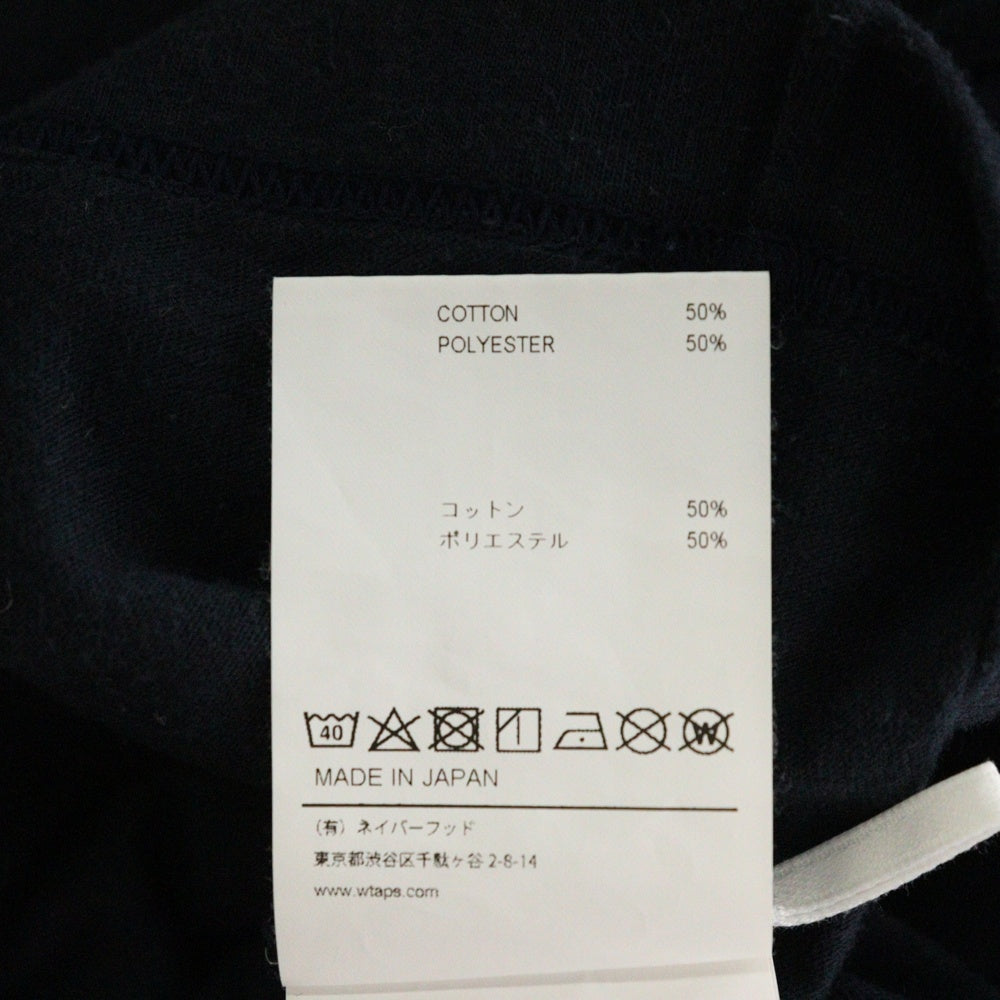 COTTON 50%
POLYESTER 50%
コットン 50%
ポリエステル 50%
40 W
MADE IN JAPAN
(有) ネイバーフッド
東京都渋谷区千駄ヶ谷 2-8-14
www.wtaps.com